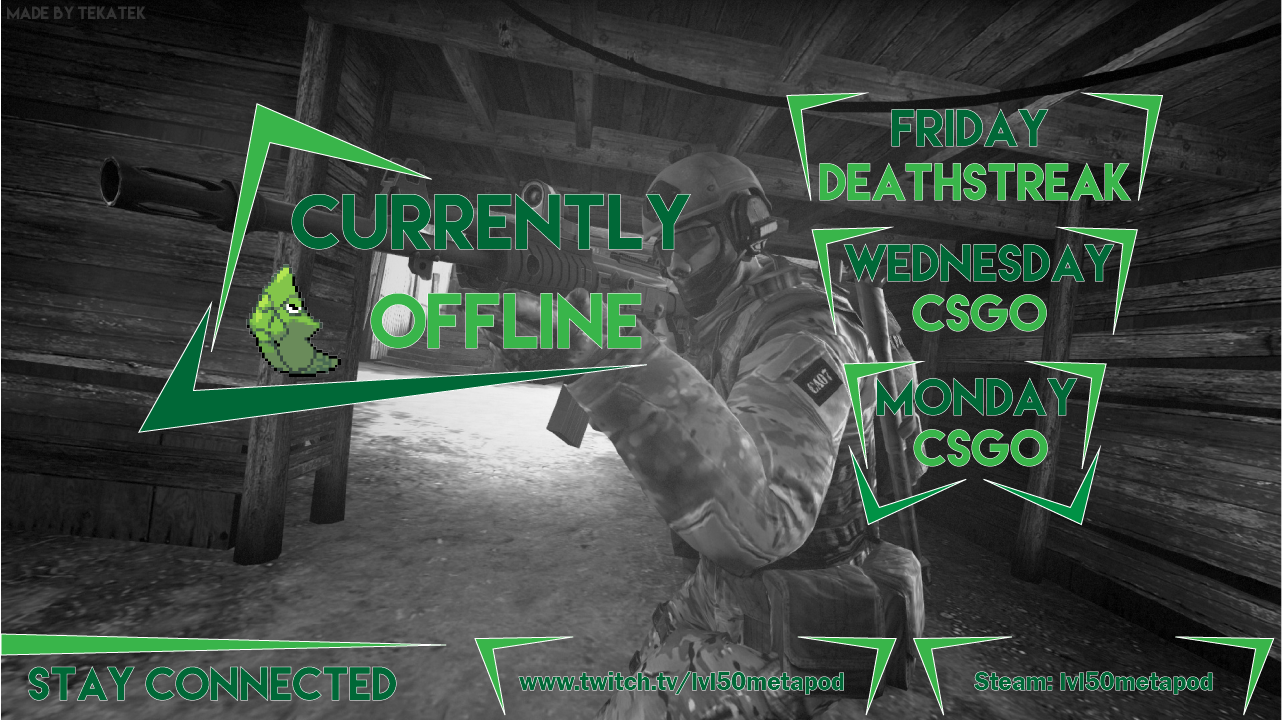 MADE BY TEKATEK
CURRENTLY
OFFLINE
FRIDAY
DEATHSTREAK
WEDNESDAY
CSGO
MONDAY
CSGO
CA07
STAY CONNECTED
www.twitch.tv/lvl50metapod
Steam: lvl50metapod